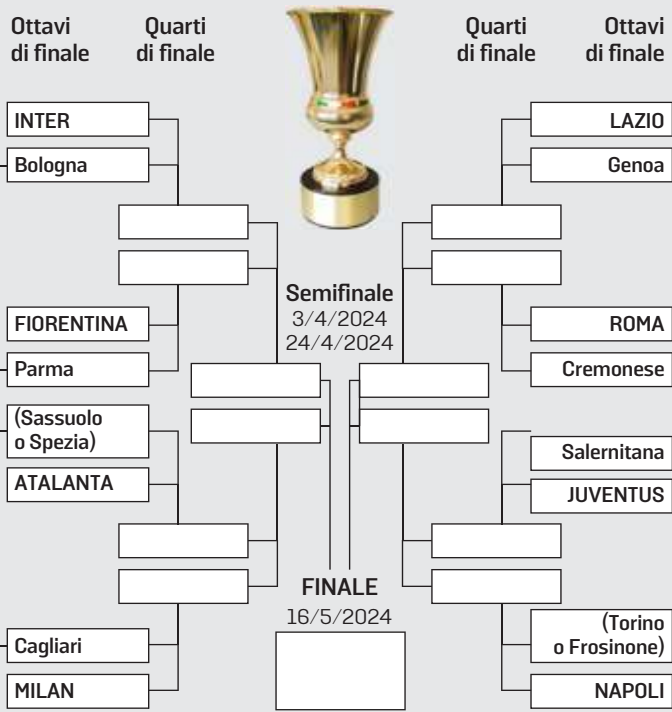 Ottavi
di finale
Quarti
di finale
Quarti
di finale
Ottavi
di finale
INTER
Bologna
FIORENTINA
Parma
(Sassuolo
o Spezia)
ATALANTA
Cagliari
MILAN
Semifinale
3/4/2024
24/4/2024
FINALE
16/5/2024
LAZIO
Genoa
ROMA
Cremonese
Salernitana
JUVENTUS
(Torino
o Frosinone)
NAPOLI